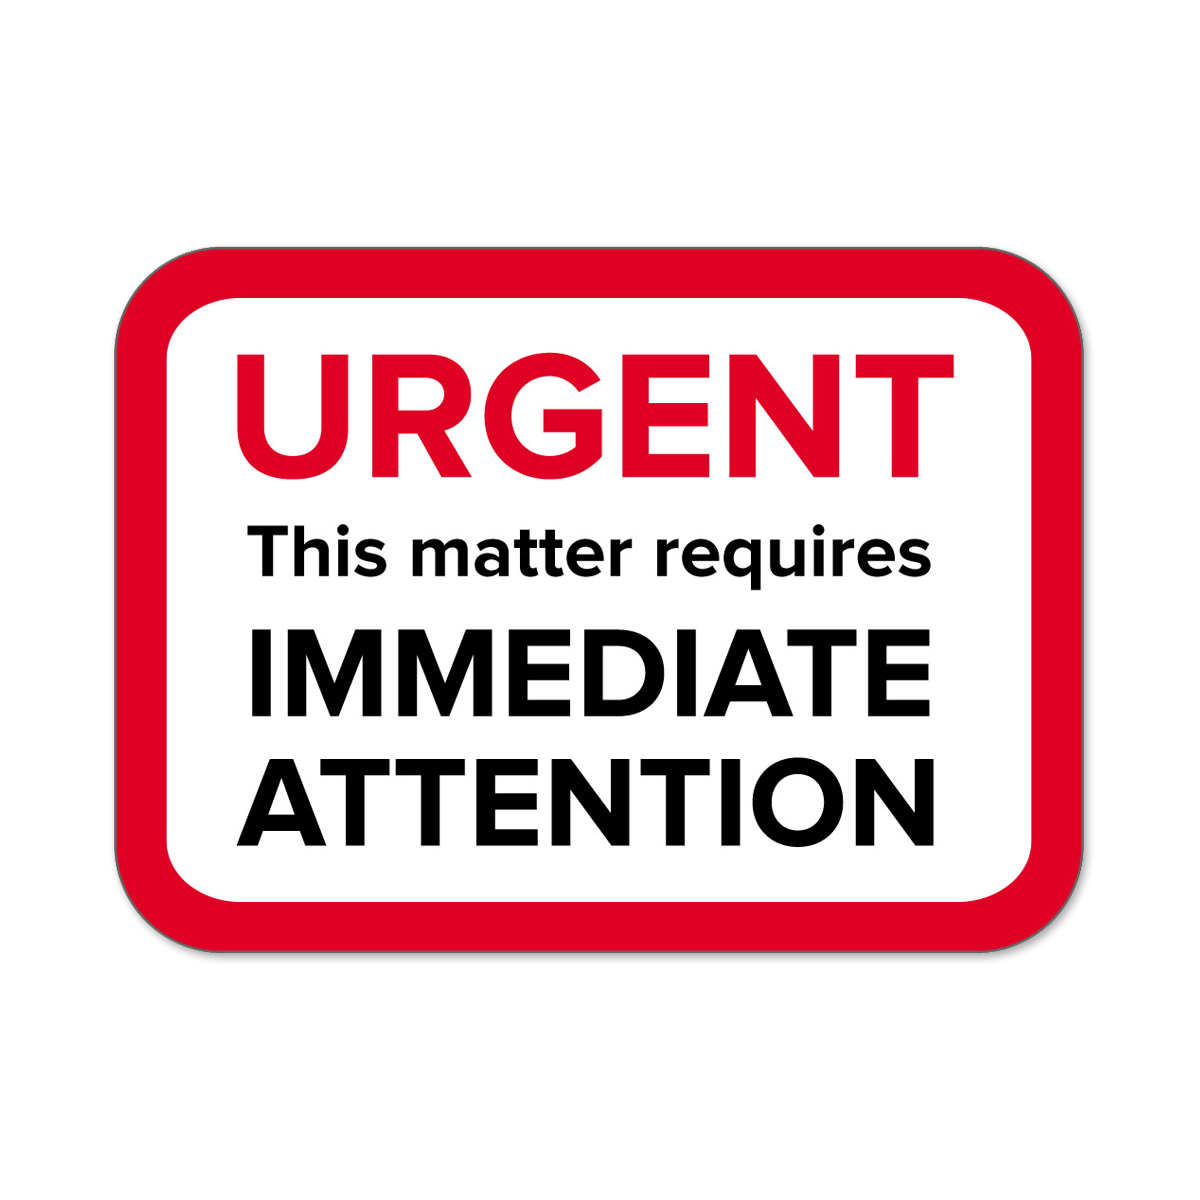 URGENT
This matter requires
IMMEDIATE
ATTENTION